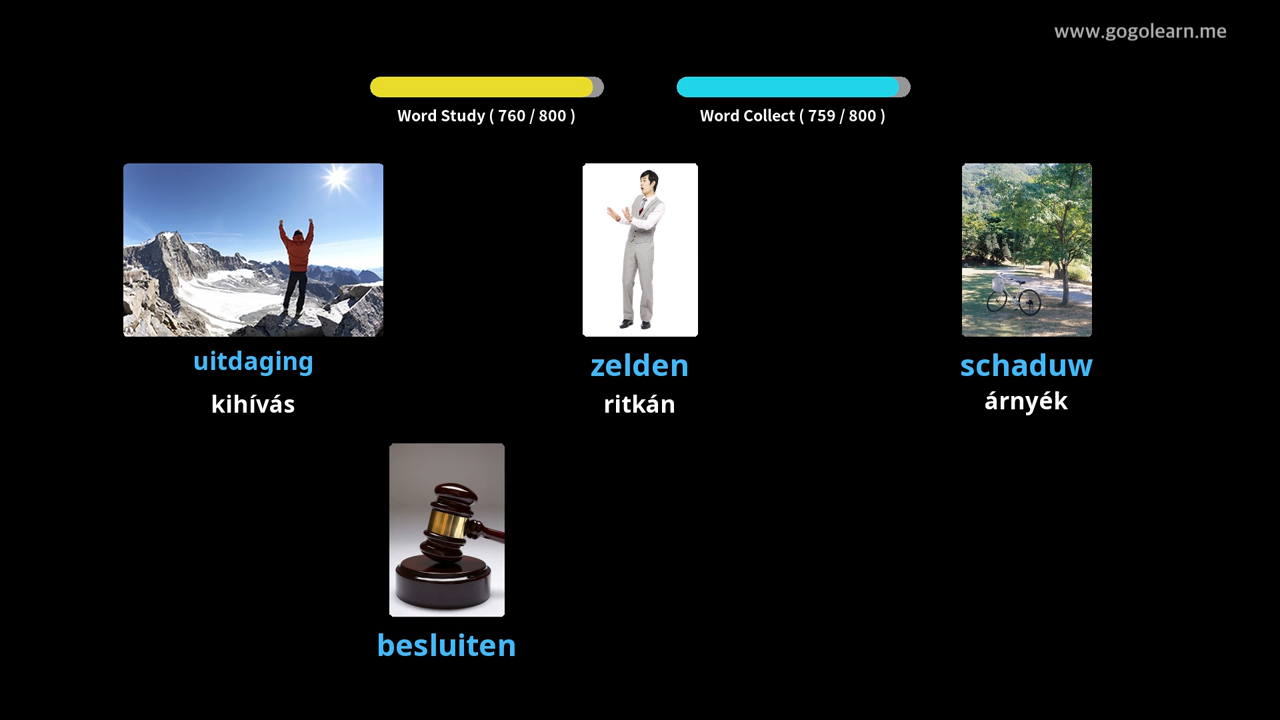 www.gogolearn.me
Word Study ( 760 / 800 )
Word Collect ( 759 / 800 )
uitdaging
zelden
schaduw
kihívás
ritkán
árnyék
besluiten